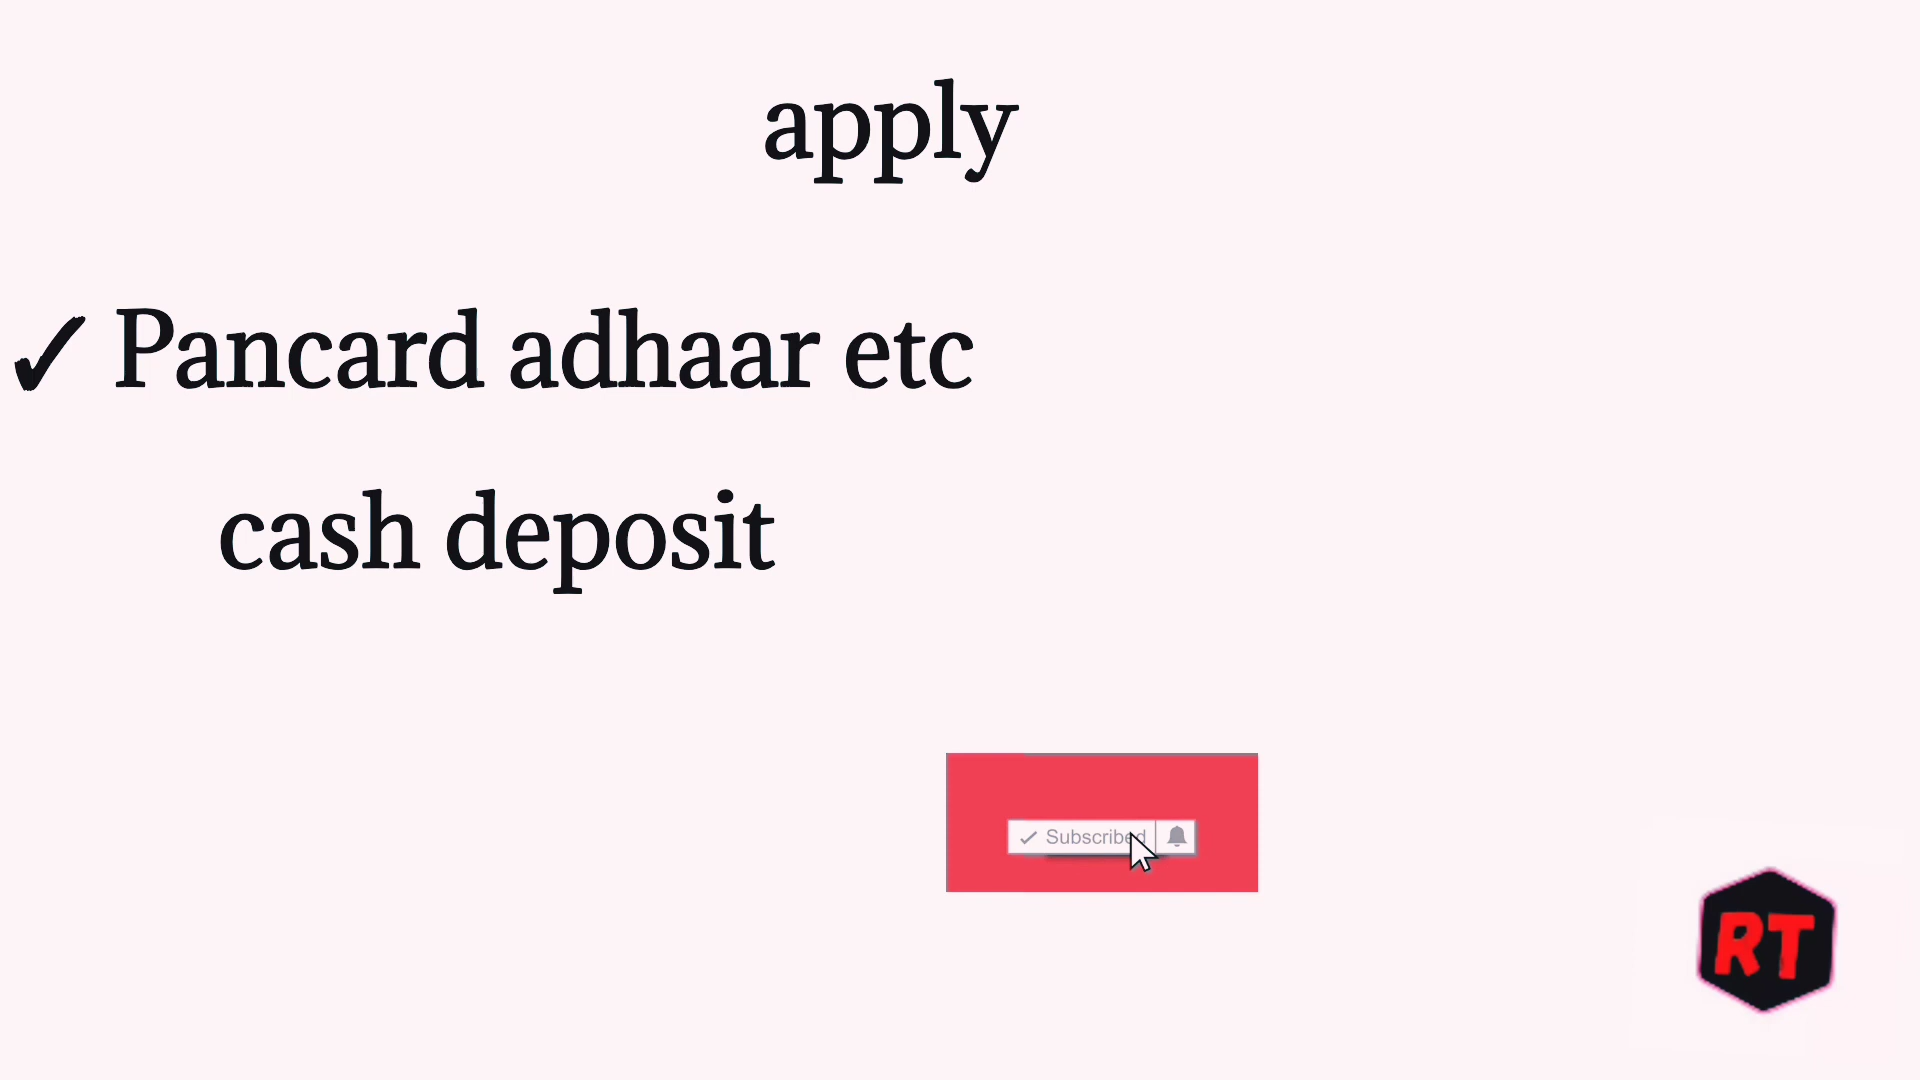 apply
✓ Pancard adhaar etc
cash deposit
Subscribed
RT